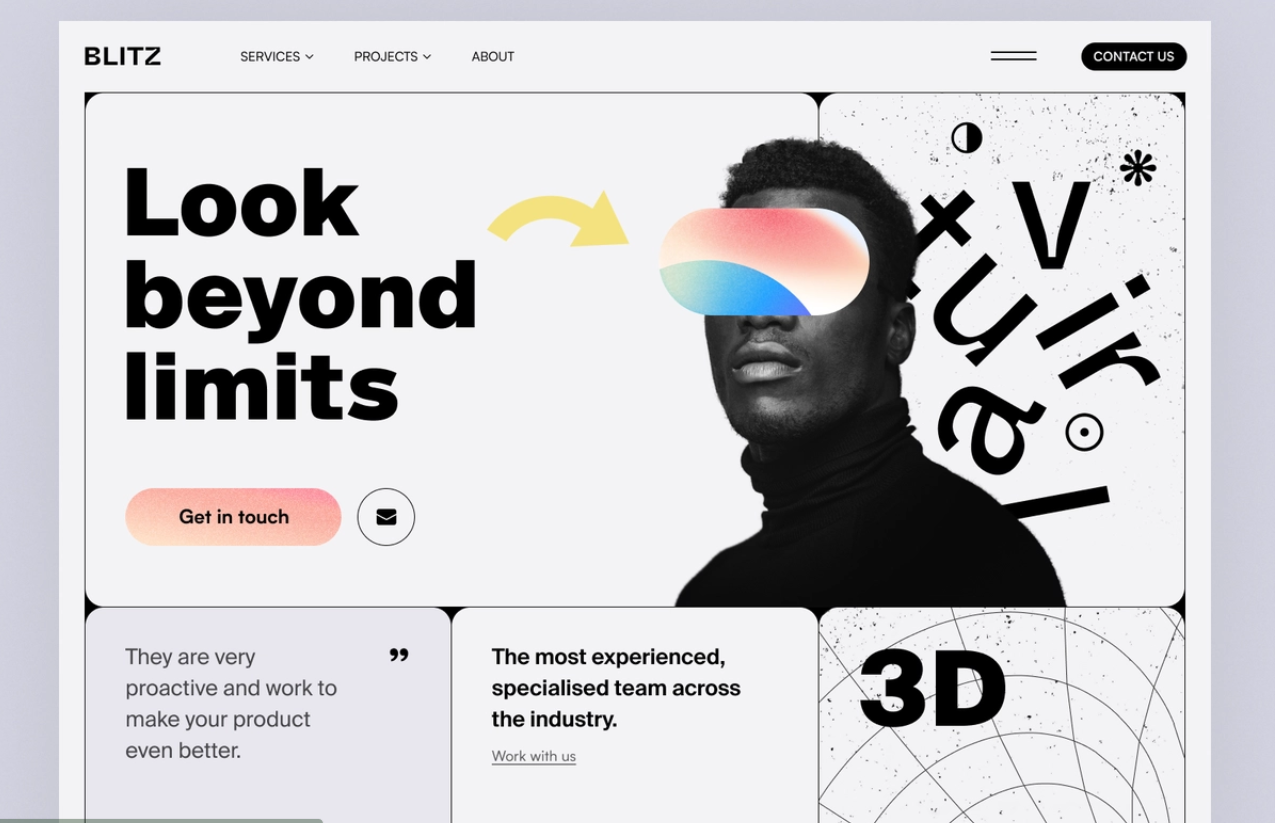 BLITZ
SERVICES
PROJECTS
ABOUT
CONTACT US
Look
beyond
limits
Get in touch
virtual
They are very
proactive and work to
make your product
even better.
”
The most experienced,
specialised team across
the industry.
Work with us
3D